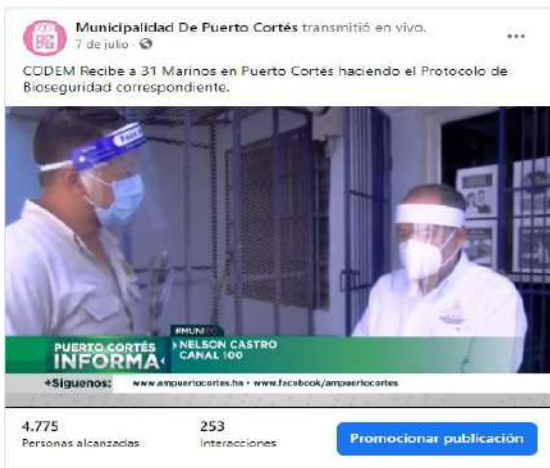 Municipalidad De Puerto Cortés transmitió en vivo.
7 de julio ·
CODEM Recibe a 31 Marinos en Puerto Cortés haciendo el Protocolo de
Bioseguridad correspondiente.
#MUNIPC
PUERTO CORTÉS
INFORMA
NELSON CASTRO
CANAL 100
+Síguenos: www.ampuertocortes.hn • www.facebook/ampuertocortes
4.775
Personas alcanzadas
253
Interacciones
Promocionar publicación